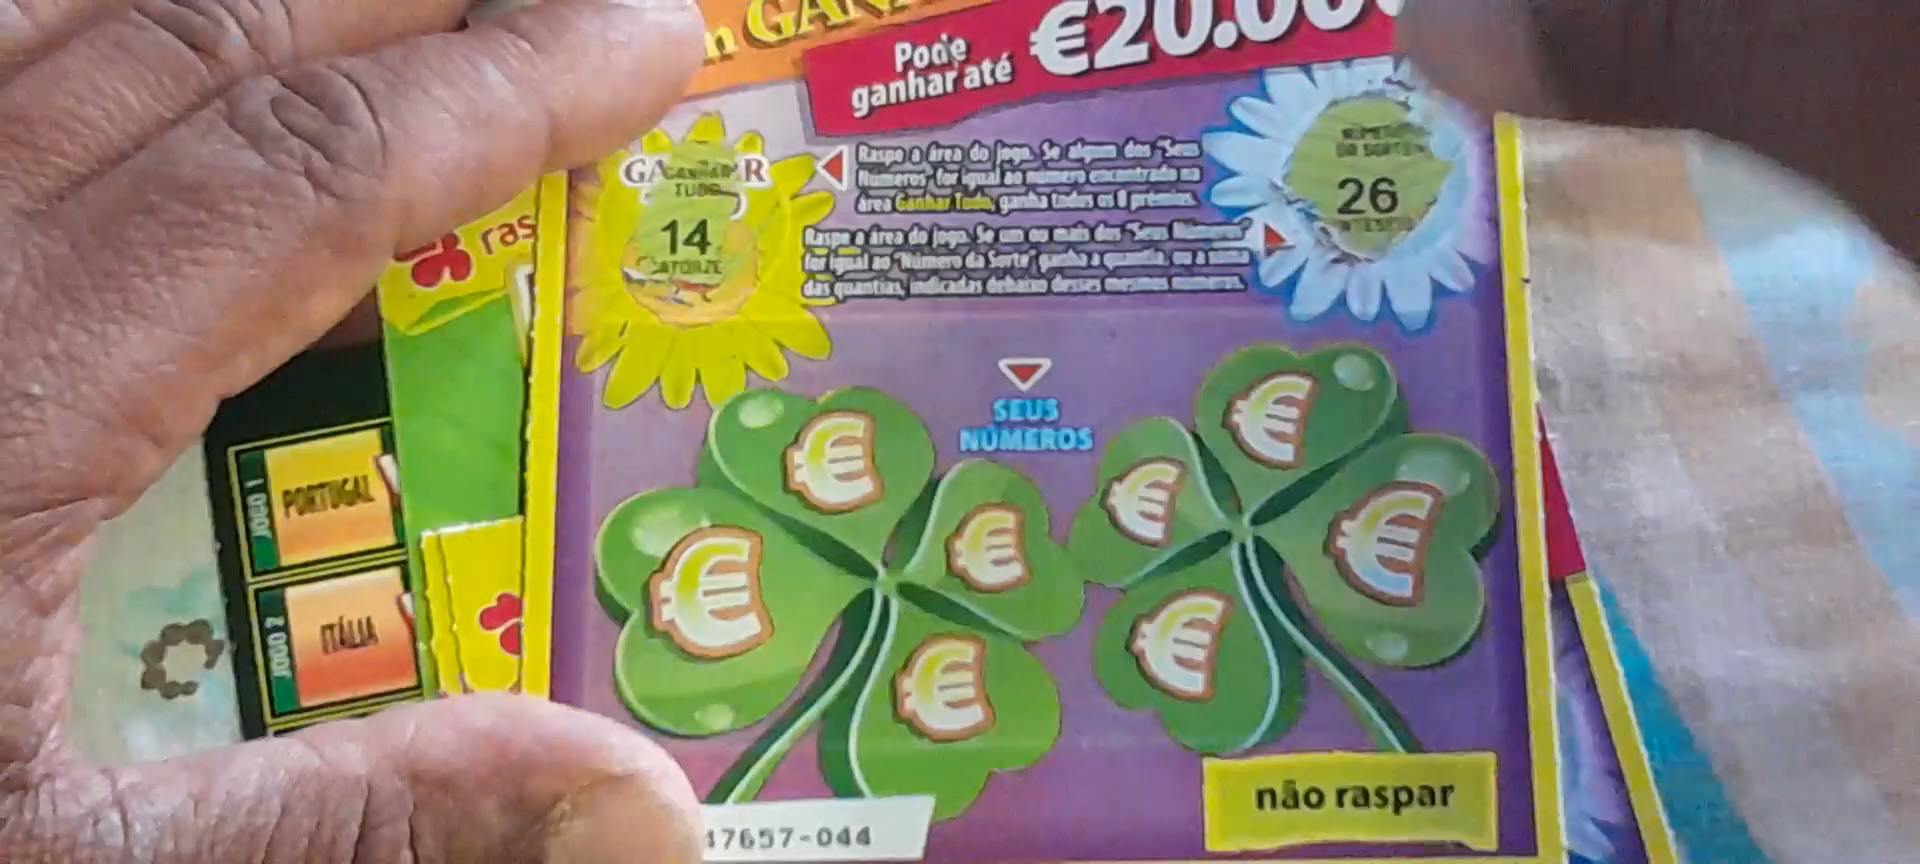 Pode
ganhar até
€20.00
GANHAR
TUDO
14
CATORZE
Raspe a área do jogo. Se algum dos "Seus
Números" for igual ao número encontrado na
área Ganhar Tudo, ganha todos os 8 prémios.
Raspe a área do jogo. Se um ou mais dos "Seus Números"
for igual ao "Número da Sorte" ganha a quantia, ou a soma
das quantias, indicadas debaixo desses mesmos números.
DA SORTE
26
SEUS
NÚMEROS
ras
JOGO 1
PORTUGAL
JOGO 2
ITÁLIA
não raspar
47657-044